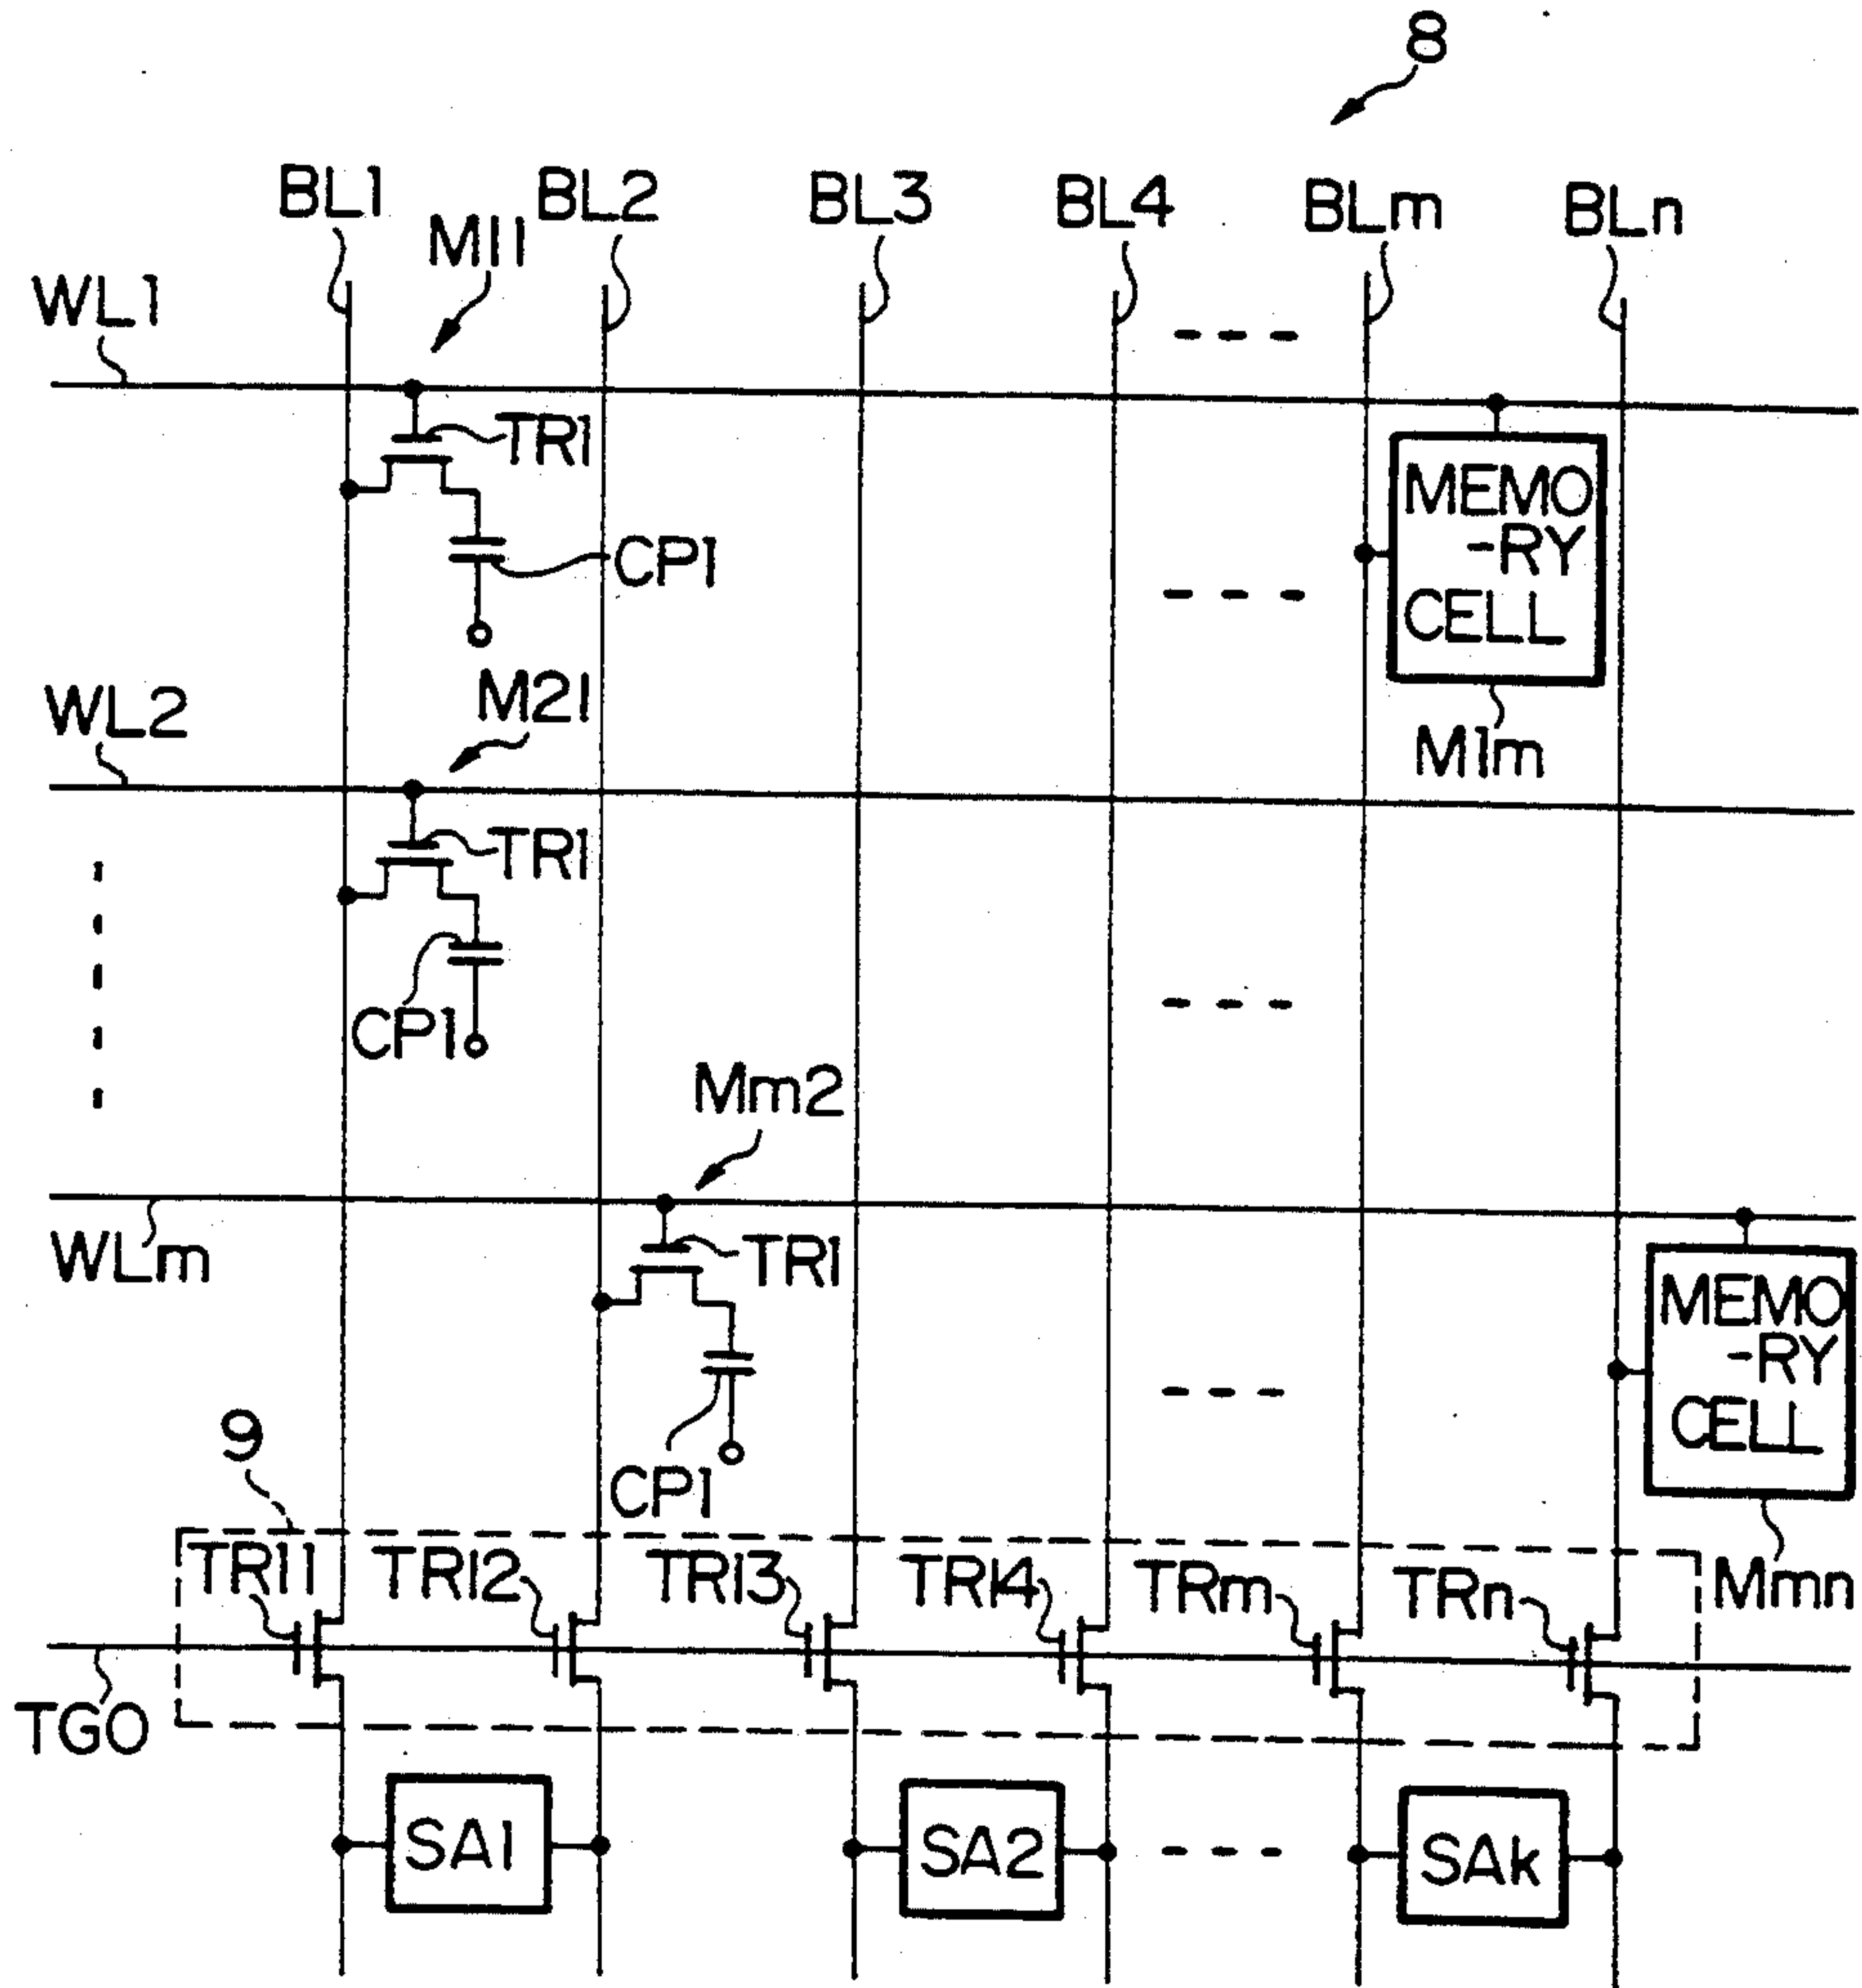 8
BL1
BL2
BL3
BL4
BLm
BLn
M11
WL1
TR1
MEMO
-RY
CELL
CP1
M1m
WL2
M21
TR1
CP1
Mm2
WLm
TR1
MEMO
-RY
CELL
CP1
Mmn
9
TR11
TR12
TR13
TR14
TRm
TRn
TG0
SA1
SA2
SAk